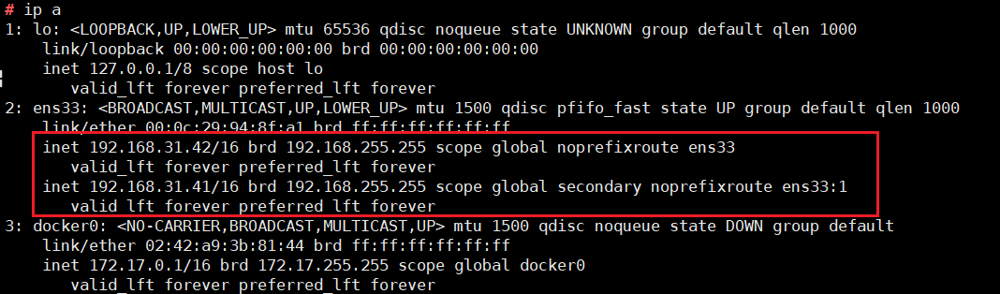 # ip a
1: lo: <LOOPBACK,UP,LOWER_UP> mtu 65536 qdisc noqueue state UNKNOWN group default qlen 1000
link/loopback 00:00:00:00:00:00 brd 00:00:00:00:00:00
inet 127.0.0.1/8 scope host lo
valid_lft forever preferred_lft forever
2: ens33: <BROADCAST,MULTICAST,UP,LOWER_UP> mtu 1500 qdisc pfifo_fast state UP group default qlen 1000
link/ether 00:0c:29:94:8f:a1 brd ff:ff:ff:ff:ff:ff
inet 192.168.31.42/16 brd 192.168.255.255 scope global noprefixroute ens33
valid_lft forever preferred_lft forever
inet 192.168.31.41/16 brd 192.168.255.255 scope global secondary noprefixroute ens33:1
valid_lft forever preferred_lft forever
3: docker0: <NO-CARRIER,BROADCAST,MULTICAST,UP> mtu 1500 qdisc noqueue state DOWN group default
link/ether 02:42:a9:3b:81:44 brd ff:ff:ff:ff:ff:ff
inet 172.17.0.1/16 brd 172.17.255.255 scope global docker0
valid_lft forever preferred_lft forever